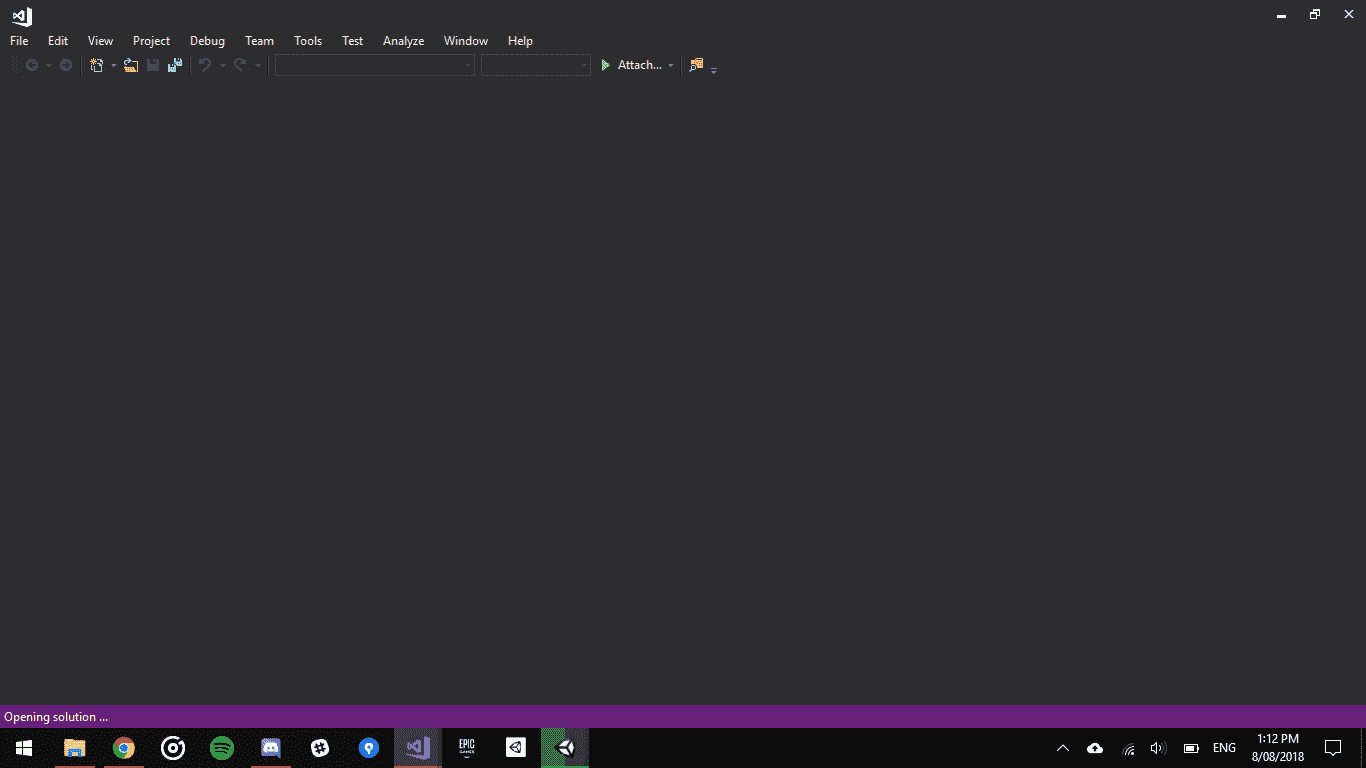 File Edit View Project Debug Team Tools Test Analyze Window Help
Attach...
Opening solution ...
EPIC
GAMES
ENG
1:12 PM
8/08/2018